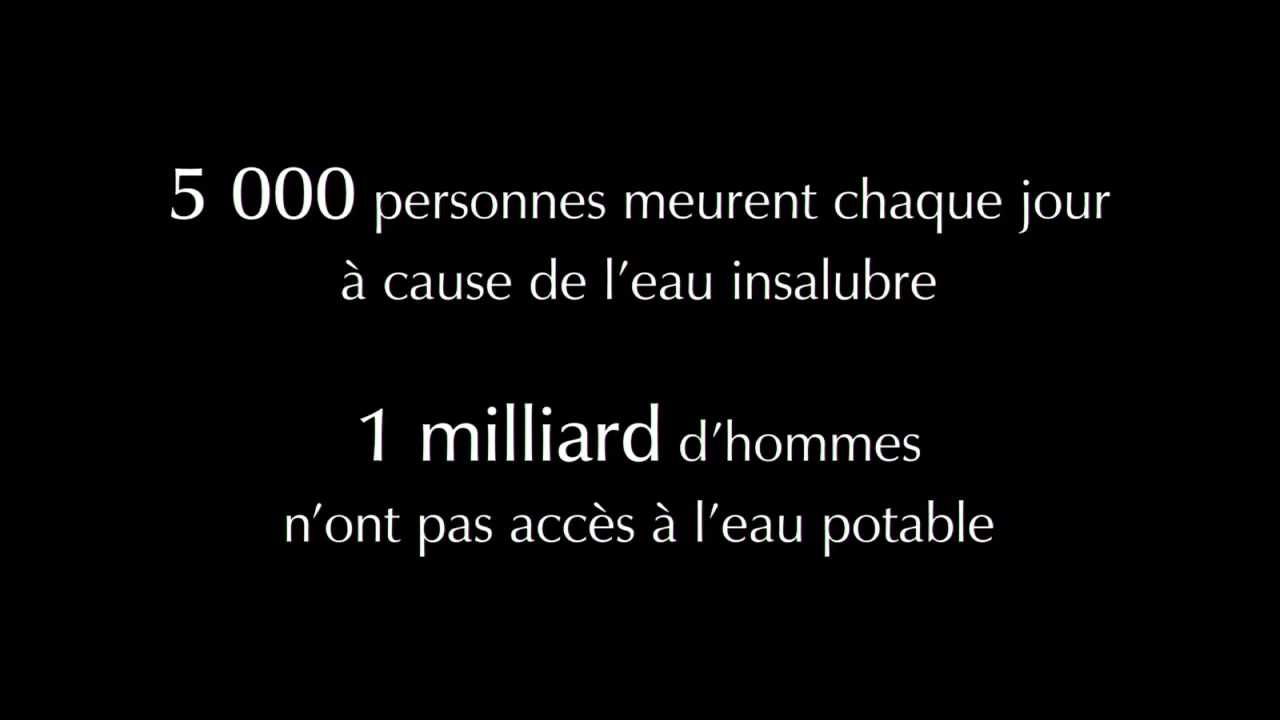 5 000 personnes meurent chaque jour
à cause de l’eau insalubre
1 milliard d’hommes
n’ont pas accès à l’eau potable